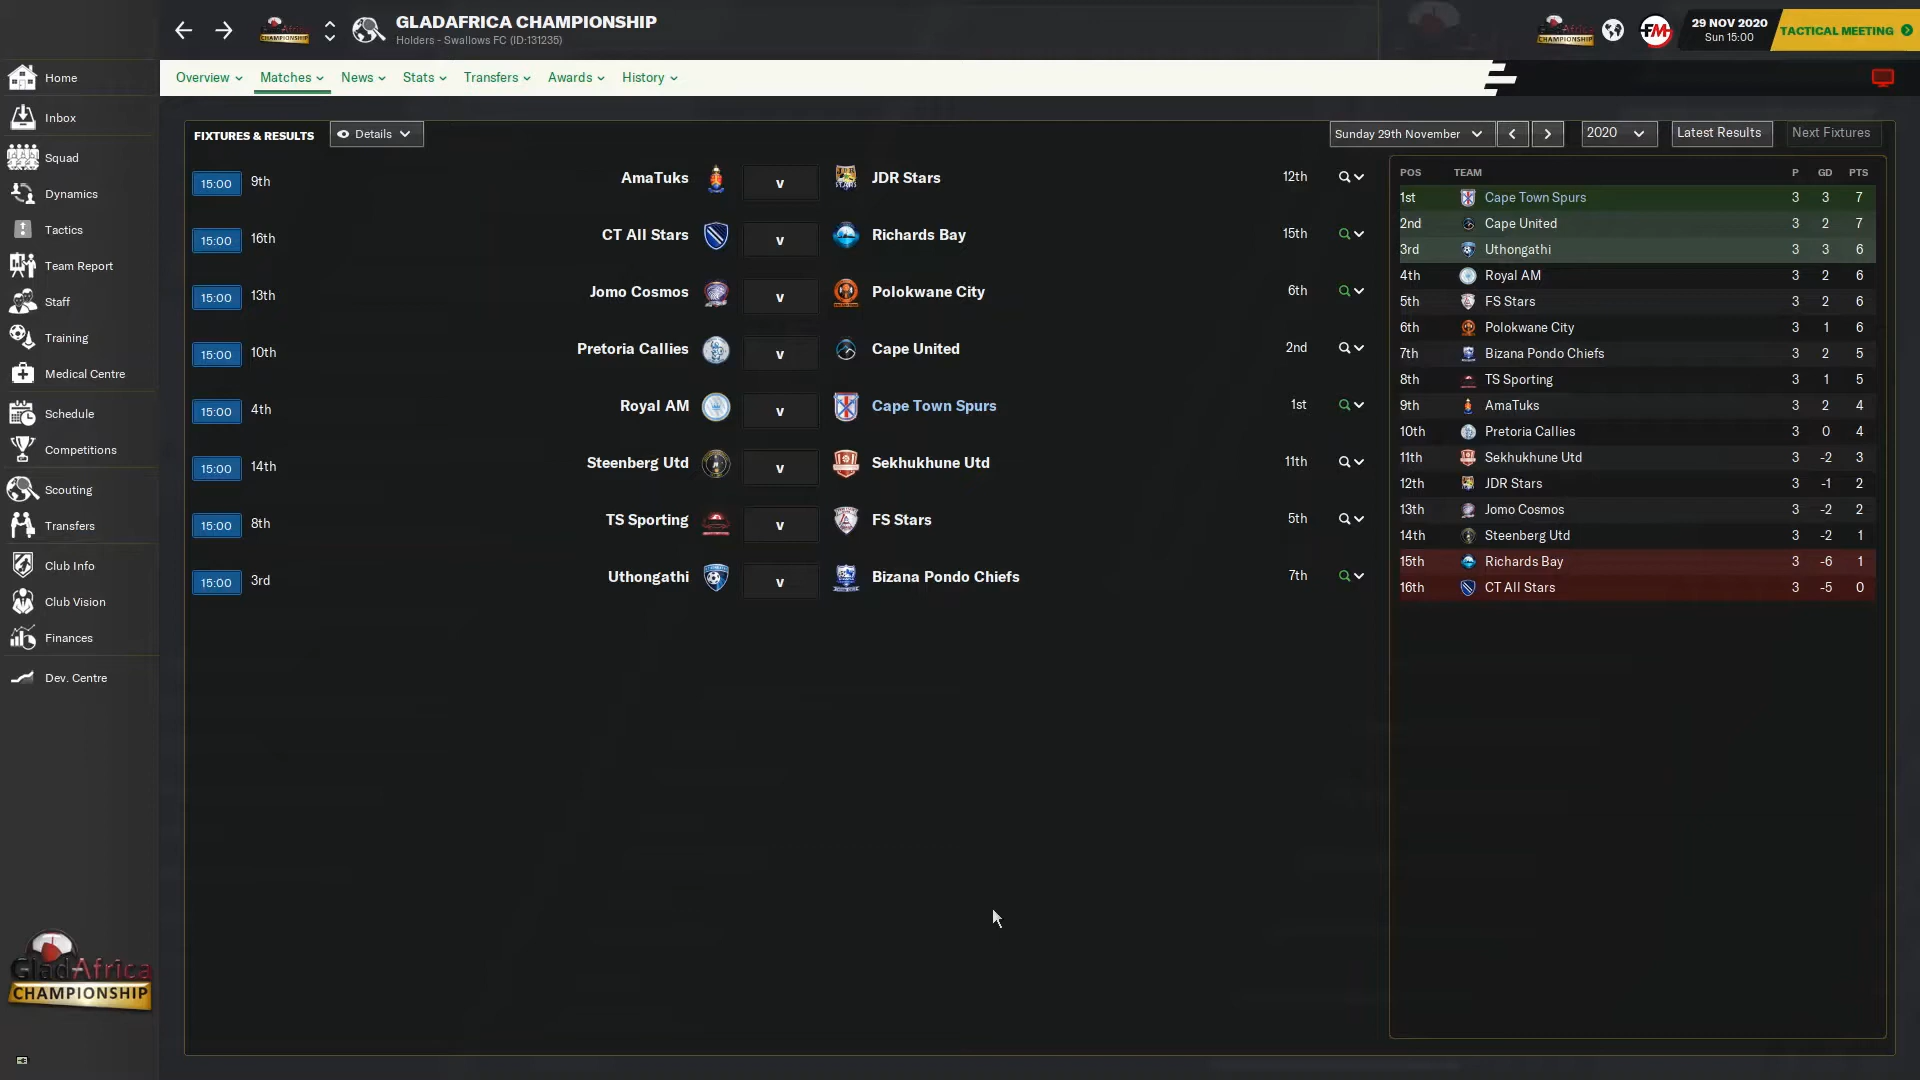 GLADAFRICA CHAMPIONSHIP
Holders - Swallows FC (ID:131235)
29 NOV 2020
Sun 15:00
TACTICAL MEETING
FM
Home
Inbox
Squad
Dynamics
Tactics
Team Report
Staff
Training
Medical Centre
Schedule
Competitions
Scouting
Transfers
Club Info
Club Vision
Finances
Dev. Centre
GladAfrica
CHAMPIONSHIP
Overview Matches News Stats Transfers Awards History
FIXTURES & RESULTS Details Sunday 29th November 2020 Latest Results Next Fixtures
15:00 9th AmaTuks v JDR Stars 12th
15:00 16th CT All Stars v Richards Bay 15th
15:00 13th Jomo Cosmos v Polokwane City 6th
15:00 10th Pretoria Callies v Cape United 2nd
15:00 4th Royal AM v Cape Town Spurs 1st
15:00 14th Steenberg Utd v Sekhukhune Utd 11th
15:00 8th TS Sporting v FS Stars 5th
15:00 3rd Uthongathi v Bizana Pondo Chiefs 7th
POS TEAM P GD PTS
1st Cape Town Spurs 3 3 7
2nd Cape United 3 2 7
3rd Uthongathi 3 3 6
4th Royal AM 3 2 6
5th FS Stars 3 2 6
6th Polokwane City 3 1 6
7th Bizana Pondo Chiefs 3 2 5
8th TS Sporting 3 1 5
9th AmaTuks 3 2 4
10th Pretoria Callies 3 0 4
11th Sekhukhune Utd 3 -2 3
12th JDR Stars 3 -1 2
13th Jomo Cosmos 3 -2 2
14th Steenberg Utd 3 -2 1
15th Richards Bay 3 -6 1
16th CT All Stars 3 -5 0